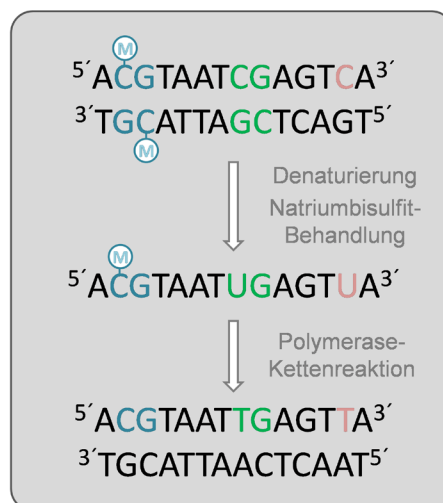 M
5´ACGTAATCGAGTCA3´
3´TGCATTAGCTCAGT5´
M
Denaturierung
Natriumbisulfit-
Behandlung
M
5´ACGTAATUGAGTUA3´
Polymerase-
Kettenreaktion
5´ACGTAATTGAGTTA3´
3´TGCATTAACTCAAT5´